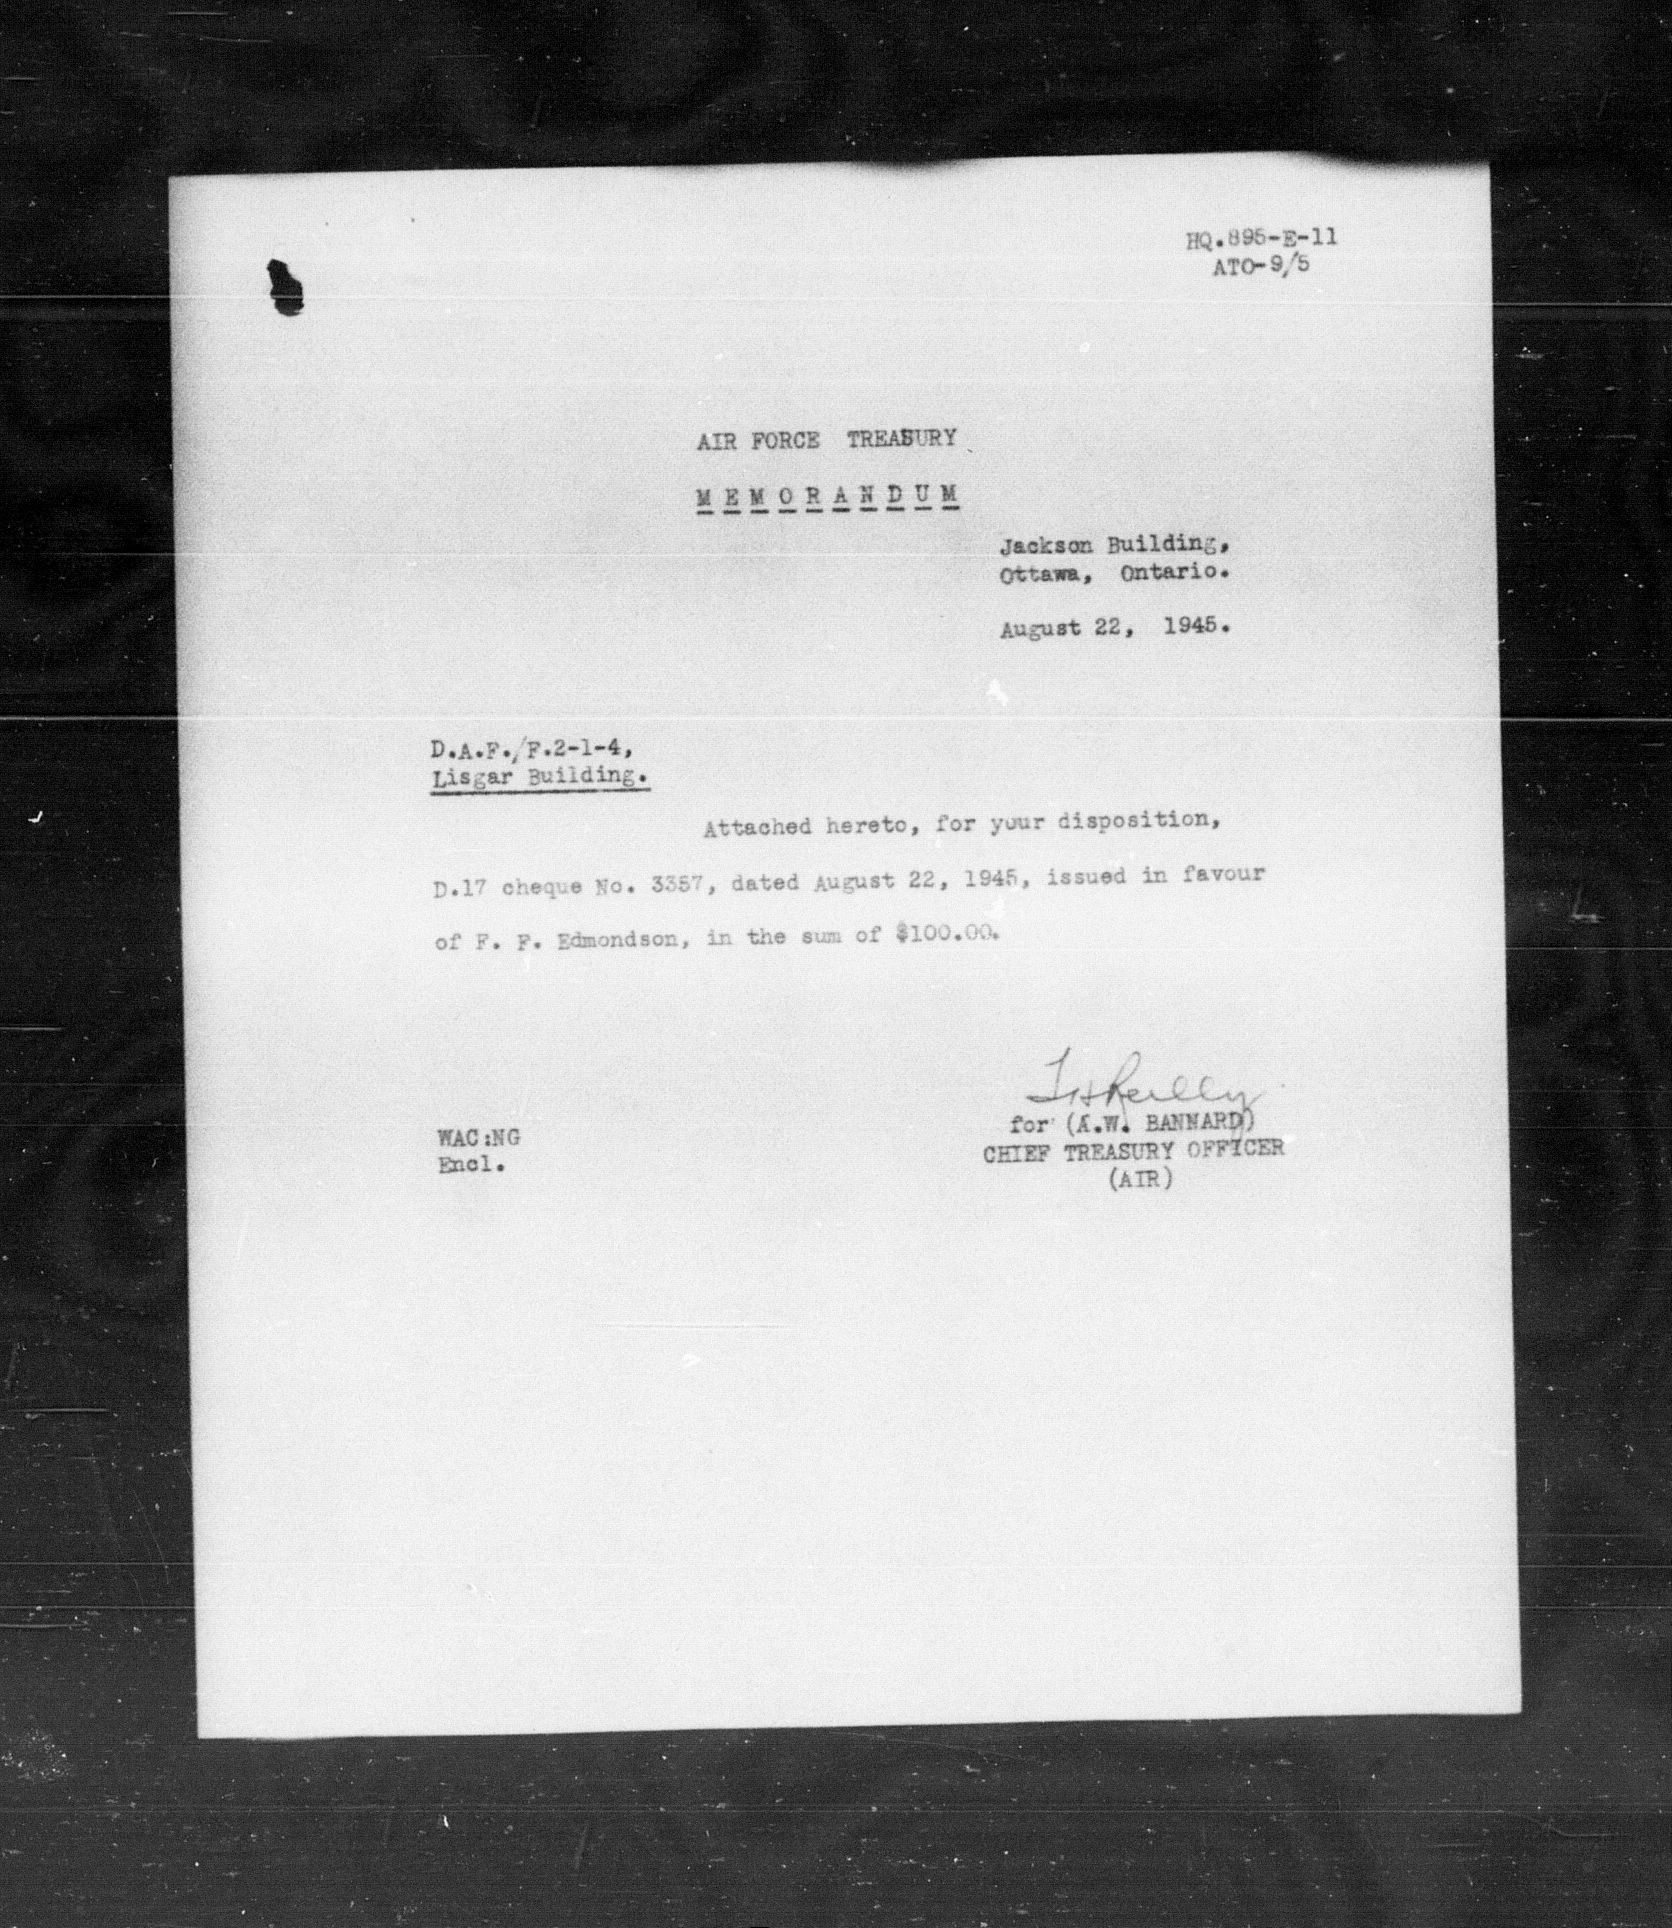 HQ.895-E-11
ATO-9/5
AIR FORCE TREASURY
MEMORANDUM
Jackson Building,
Ottawa, Ontario.
August 22, 1945.
D.A.F./F.2-1-4,
Lisgar Building.
Attached hereto, for your disposition,
D.17 cheque No. 3357, dated August 22, 1945, issued in favour
of F. F. Edmondson, in the sum of $100.00.
Reilly
for (A.W. BANNARD)
CHIEF TREASURY OFFICER
(AIR)
WAC:NG
Encl.